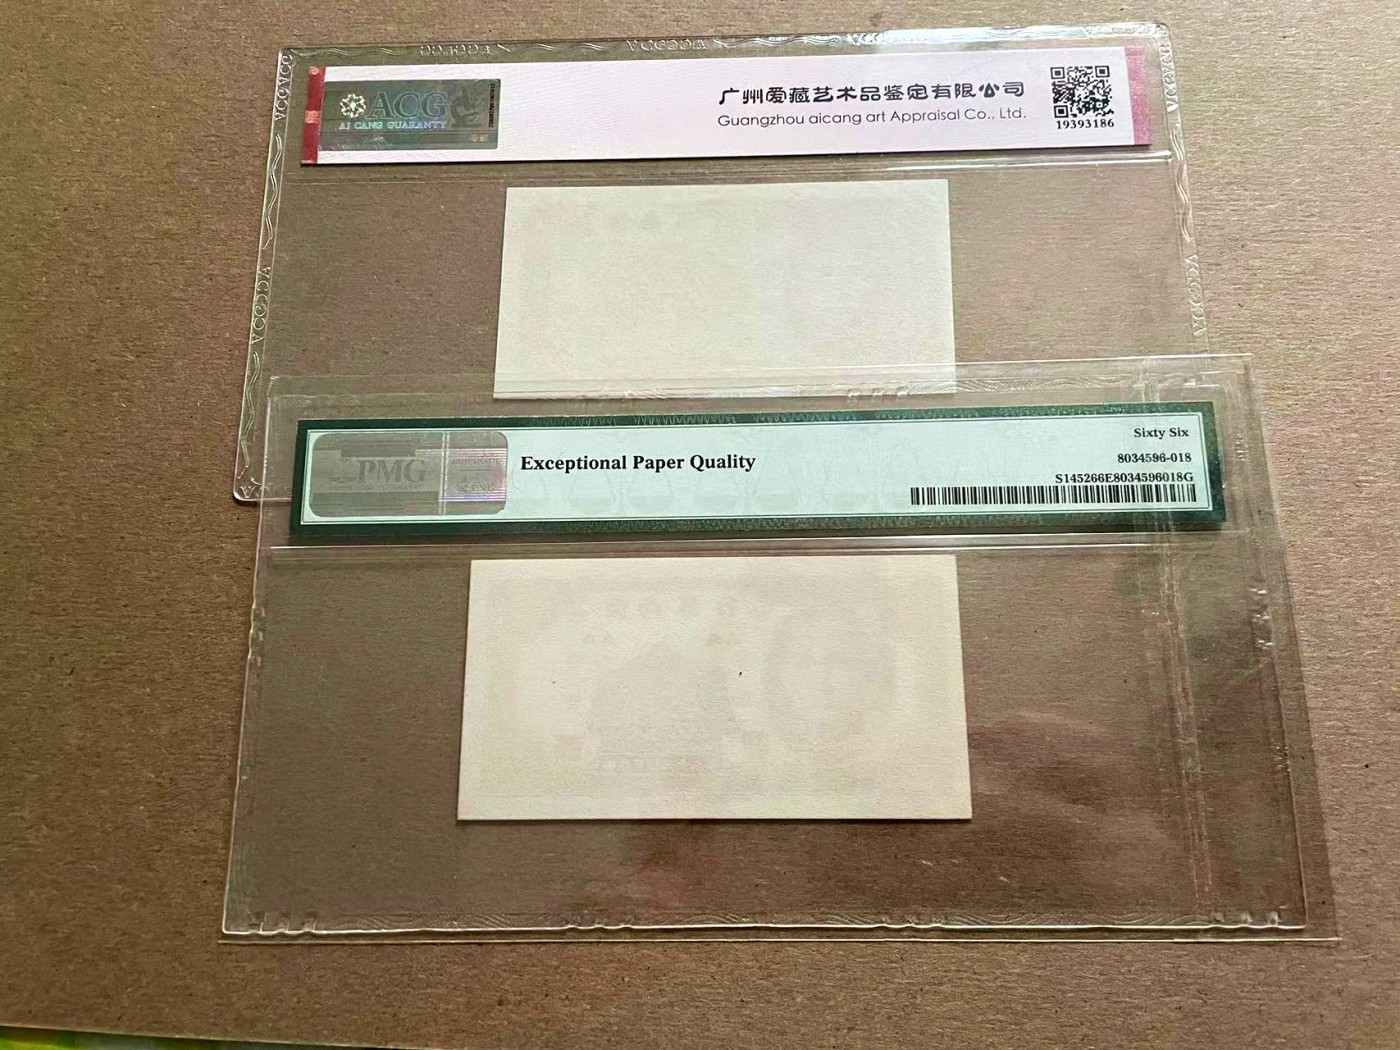 ACG
AI CANG GUARANTY
广州爱藏艺术品鉴定有限公司
Guangzhou aicang art Appraisal Co., Ltd.
19393186
PMG
Exceptional Paper Quality
Sixty Six
8034596-018
S145266E8034596018G